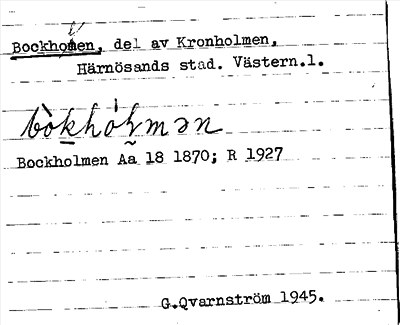 Bockholmen, del av Kronholmen,
Härnösands stad. Västern.l.
Bockholmen Aa 18 1870; R 1927
G.Qvarnström 1945.